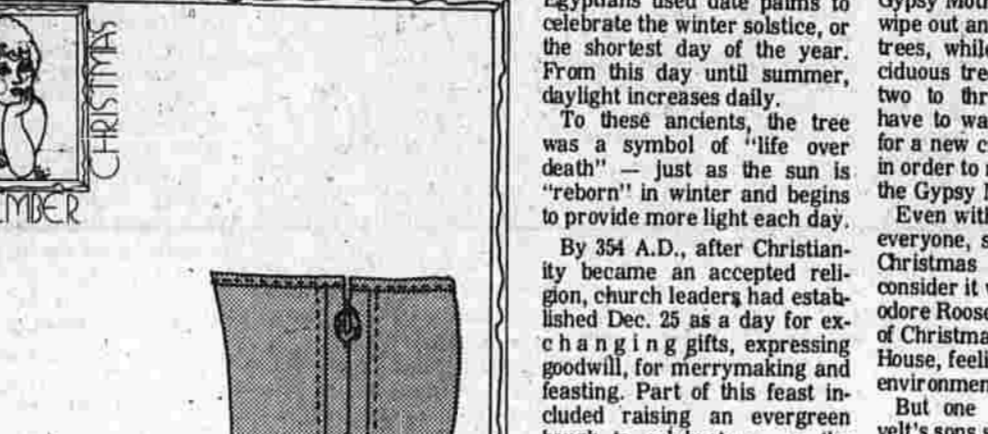 CHRISTMAS
EMBER
Egyptians used date palms to
celebrate the winter solstice, or
the shortest day of the year.
From this day until summer,
daylight increases daily.
To these ancients, the tree
was a symbol of "life over
death" — just as the sun is
"reborn" in winter and begins
to provide more light each day.
By 354 A.D., after Christian-
ity became an accepted reli-
gion, church leaders had estab-
lished Dec. 25 as a day for ex-
changing gifts, expressing
goodwill, for merrymaking and
feasting. Part of this feast in-
cluded raising an evergreen
Gypsy
wipe out an
trees, while
ciduous tre
two to thr
have to wa
for a new c
in order to
the Gypsy
Even with
everyone, s
Christmas
consider it
odore Roose
of Christma
House, feeli
environmen
But one
velt's sons